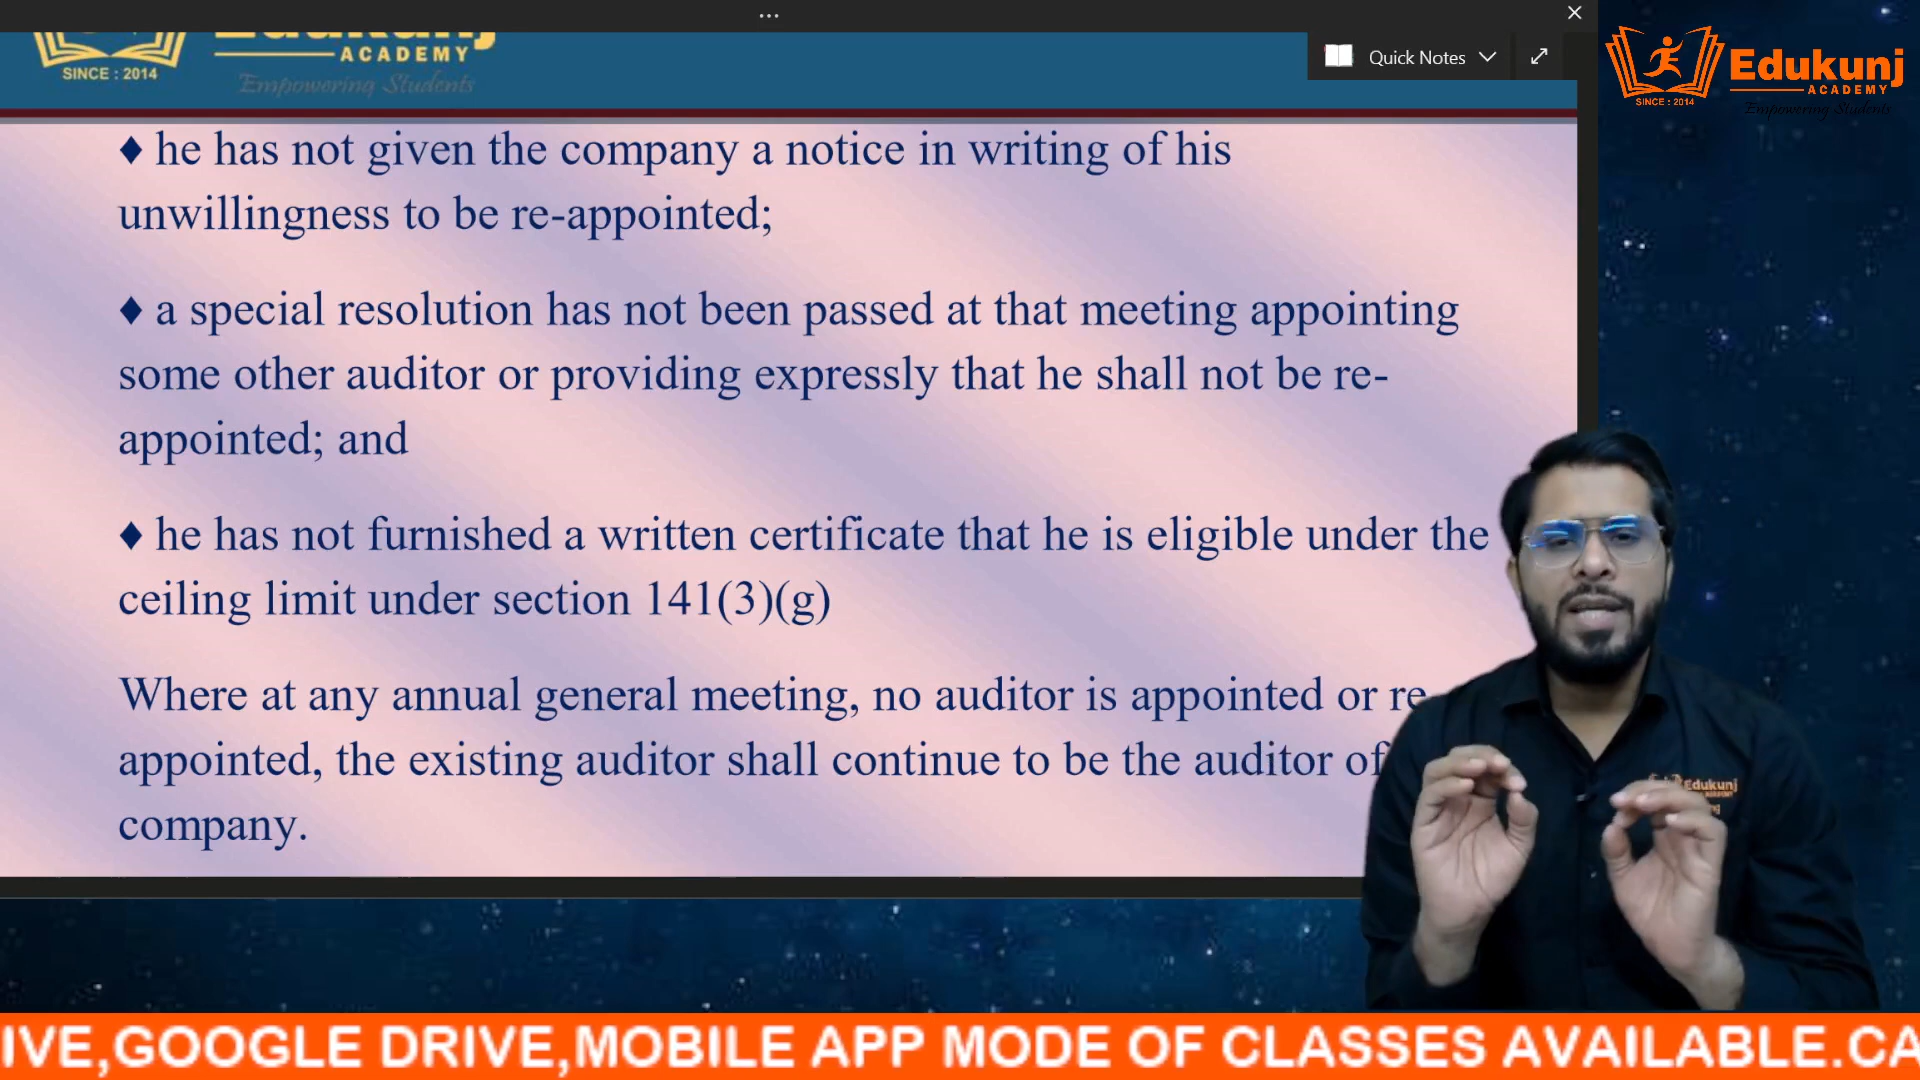 ACADEMY
SINCE : 2014
Empowering Students
Quick Notes
Edukunj
ACADEMY
SINCE : 2014
Empowering Students
♦ he has not given the company a notice in writing of his
unwillingness to be re-appointed;
♦ a special resolution has not been passed at that meeting appointing
some other auditor or providing expressly that he shall not be re-
appointed; and
♦ he has not furnished a written certificate that he is eligible under the
ceiling limit under section 141(3)(g)
Where at any annual general meeting, no auditor is appointed or re-
appointed, the existing auditor shall continue to be the auditor of
company.
Edukunj
IVE,GOOGLE DRIVE,MOBILE APP MODE OF CLASSES AVAILABLE.CA